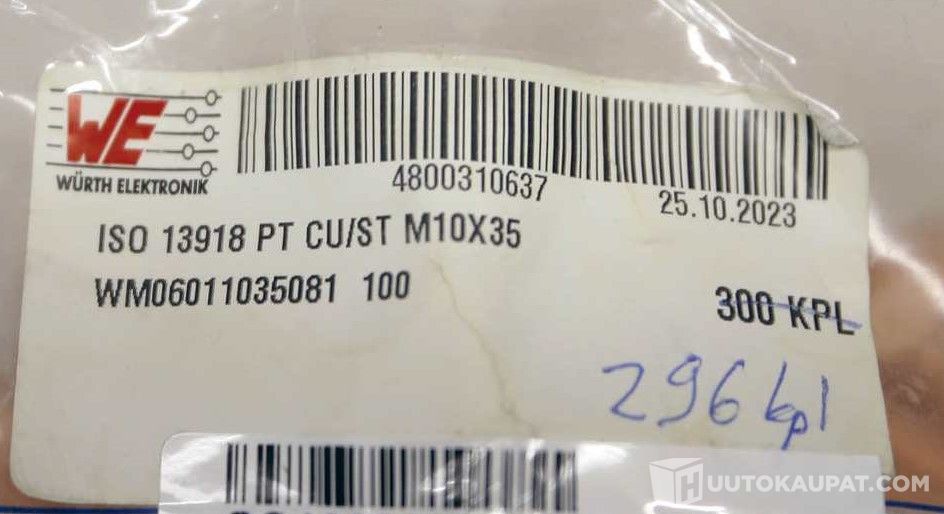 WE
WÜRTH ELEKTRONIK
4800310637
25.10.2023
ISO 13918 PT CU/ST M10X35
WM06011035081 100
300 KPL
296 kpl
HUUTOKAUPAT.COM